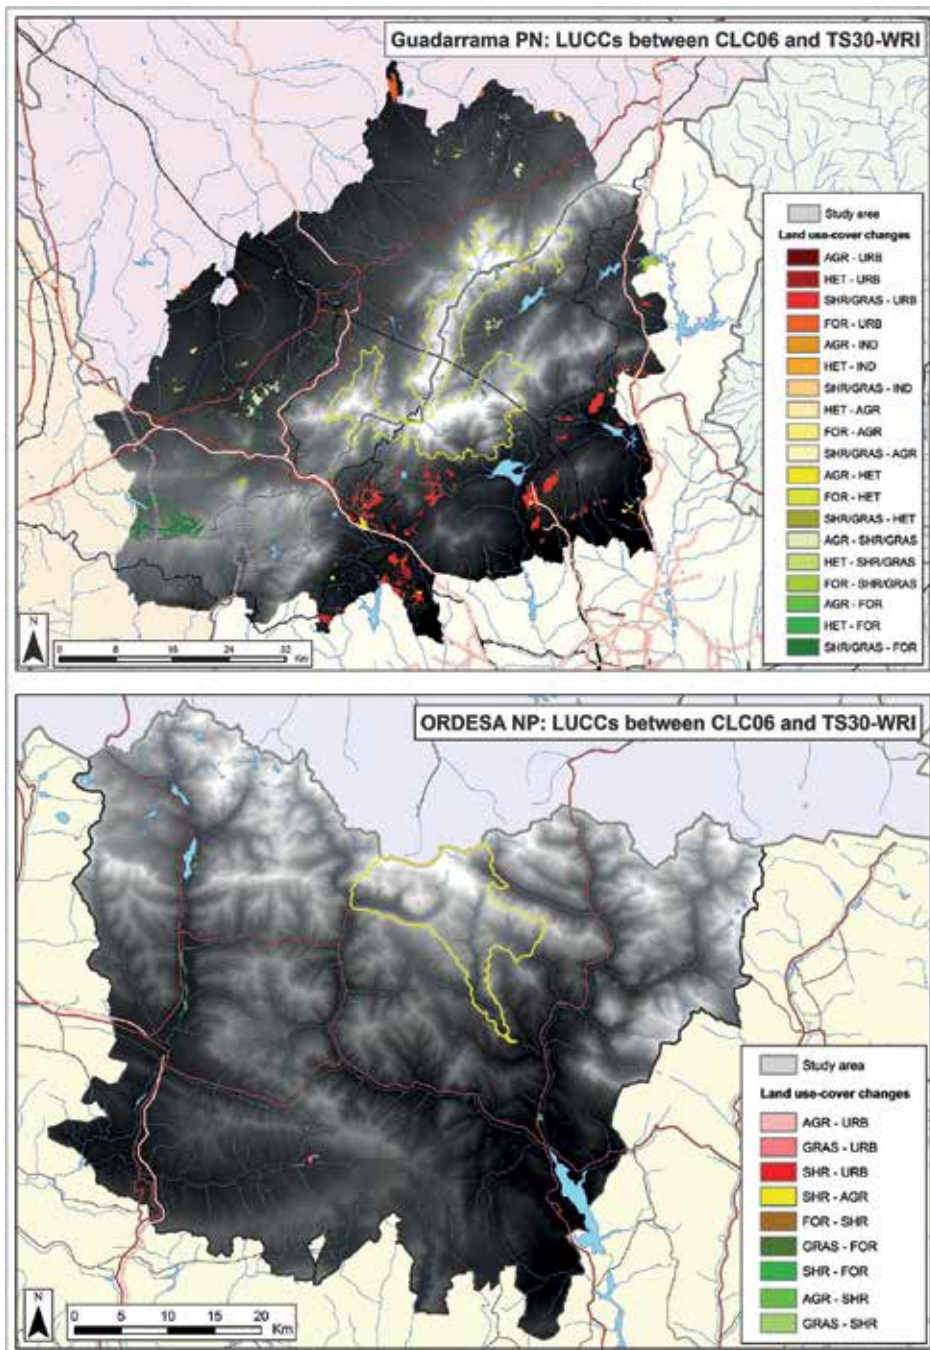 Guadarrama PN: LUCCs between CLC06 and TS30-WRI
Study area
Land use-cover changes
AGR - URB
HET - URB
SHR/GRAS - URB
FOR - URB
AGR - IND
HET - IND
SHR/GRAS - IND
HET - AGR
FOR - AGR
SHR/GRAS - AGR
AGR - HET
FOR - HET
SHR/GRAS - HET
AGR - SHR/GRAS
HET - SHR/GRAS
FOR - SHR/GRAS
AGR - FOR
HET - FOR
SHR/GRAS - FOR
N
0 8 16 24 32
Km
ORDESA NP: LUCCs between CLC06 and TS30-WRI
Study area
Land use-cover changes
AGR - URB
GRAS - URB
SHR - URB
SHR - AGR
FOR - SHR
GRAS - FOR
SHR - FOR
AGR - SHR
GRAS - SHR
N
0 5 10 15 20
Km